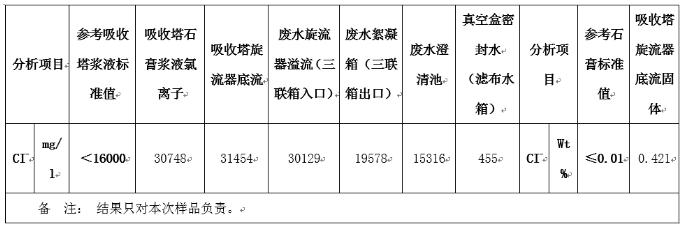 分析项目
参考吸收
塔浆液标
准值
吸收塔石
膏浆液氯
离子
吸收塔旋
流器底流
废水旋流
器溢流(三
联箱入口)
废水絮凝
箱(三联
箱出口)
废水澄
清池
真空盒密
封水
(滤布水
箱)
分析项
目
参考石
膏标准
值
吸收塔
旋流器
底流固
体
Cl⁻
mg/
l
<16000
30748
31454
30129
19578
15316
455
Cl⁻
Wt
%
≤0.01
0.421
备 注: 结果只对本次样品负责。